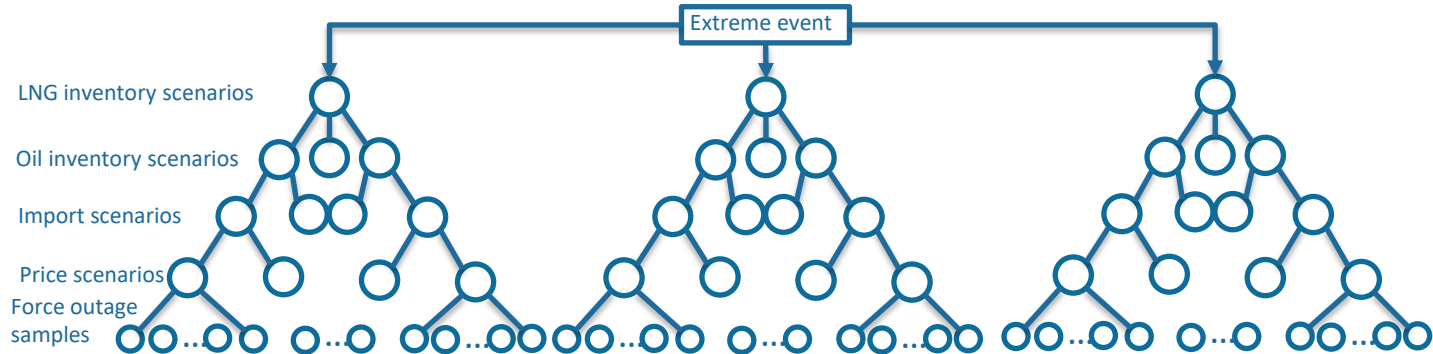 Extreme event
LNG inventory scenarios
Oil inventory scenarios
Import scenarios
Price scenarios
Force outage
samples
... ... ... ... ... ... ... ... ...